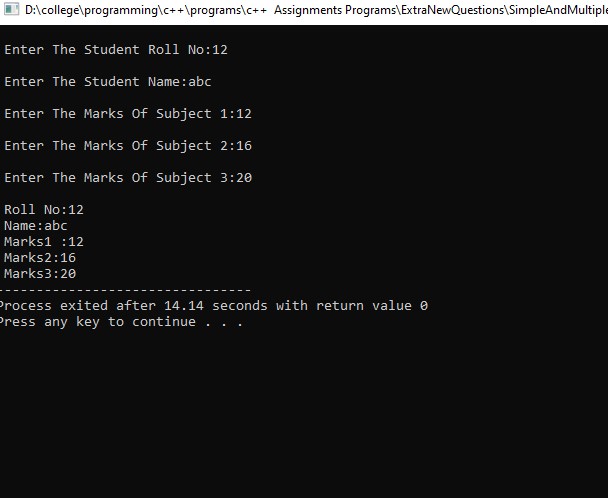 D:\college\programming\c++\programs\c++ Assignments Programs\ExtraNewQuestions\SimpleAndMultiple
Enter The Student Roll No:12
Enter The Student Name:abc
Enter The Marks Of Subject 1:12
Enter The Marks Of Subject 2:16
Enter The Marks Of Subject 3:20
Roll No:12
Name:abc
Marks1 :12
Marks2:16
Marks3:20
--------------------------------
Process exited after 14.14 seconds with return value 0
Press any key to continue . . .